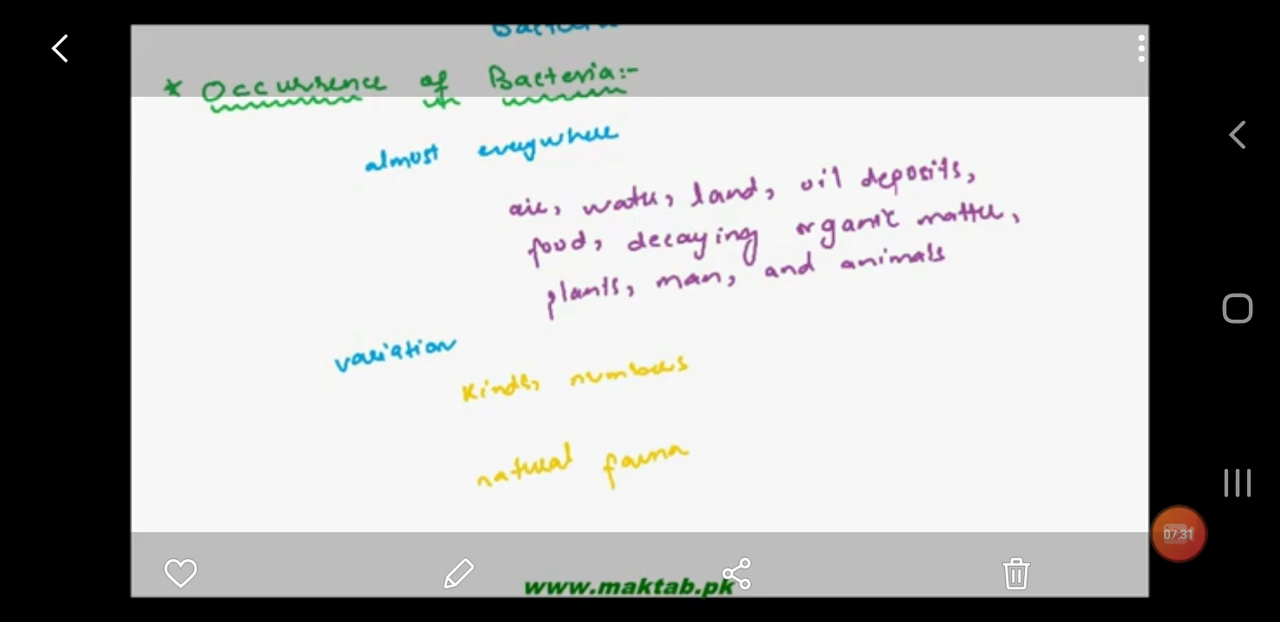 Bacteria
* Occurrence of Bacteria:-
almost everywhere
air, water, land, oil deposits,
food, decaying organic matter,
plants, man, and animals
variation
Kinds, numbers
natural fauna
07:31
www.maktab.pk